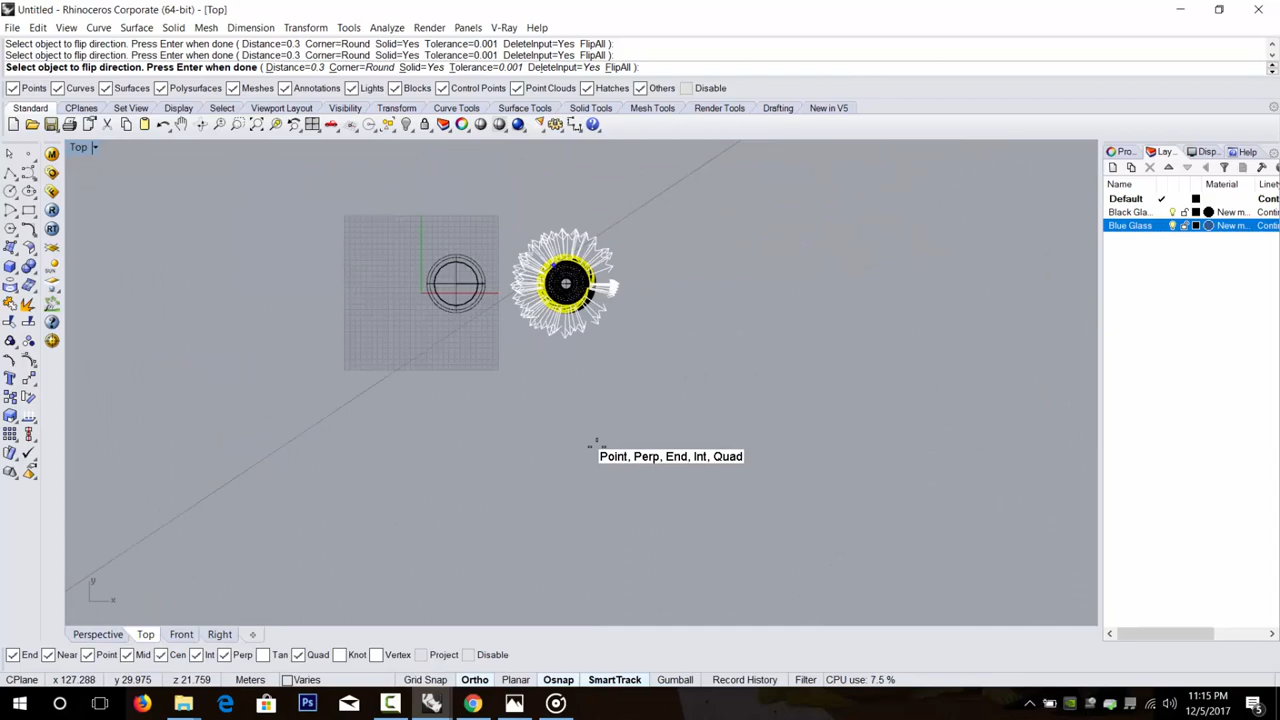 Untitled - Rhinoceros Corporate (64-bit) - [Top]
File Edit View Curve Surface Solid Mesh Dimension Transform Tools Analyze Render Panels V-Ray Help
Select object to flip direction. Press Enter when done ( Distance=0.3 Corner=Round Solid=Yes Tolerance=0.001 DeleteInput=Yes FlipAll ):
Select object to flip direction. Press Enter when done ( Distance=0.3 Corner=Round Solid=Yes Tolerance=0.001 DeleteInput=Yes FlipAll ):
Select object to flip direction. Press Enter when done ( Distance=0.3 Corner=Round Solid=Yes Tolerance=0.001 DeleteInput=Yes FlipAll ):
Points Curves Surfaces Polysurfaces Meshes Annotations Lights Blocks Control Points Point Clouds Hatches Others Disable
Standard CPlanes Set View Display Select Viewport Layout Visibility Transform Curve Tools Surface Tools Solid Tools Mesh Tools Render Tools Drafting New in V5
Top
Pro... Lay... Disp... Help
Name Material Linety
Default Conti
Black Gla... New m... Contin
Blue Glass New m... Contin
Point, Perp, End, Int, Quad
y
x
Perspective Top Front Right
End Near Point Mid Cen Int Perp Tan Quad Knot Vertex Project Disable
CPlane x 127.288 y 29.975 z 21.759 Meters Varies Grid Snap Ortho Planar Osnap SmartTrack Gumball Record History Filter CPU use: 7.5 %
11:15 PM
12/5/2017